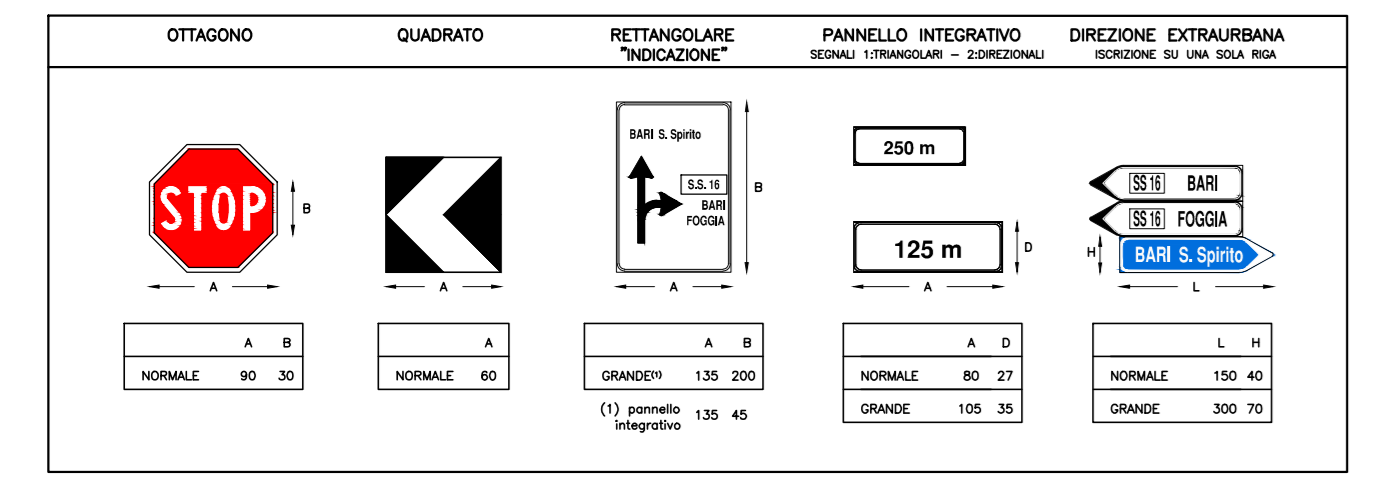 OTTAGONO
STOP
B
A
A B
NORMALE 90 30
QUADRATO
A
A
NORMALE 60
RETTANGOLARE
"INDICAZIONE"
BARI S. Spirito
S.S. 16
BARI
FOGGIA
B
A
A B
GRANDE(1) 135 200
(1) pannello
integrativo 135 45
PANNELLO INTEGRATIVO
SEGNALI 1:TRIANGOLARI – 2:DIREZIONALI
250 m
125 m
D
A
A D
NORMALE 80 27
GRANDE 105 35
DIREZIONE EXTRAURBANA
ISCRIZIONE SU UNA SOLA RIGA
SS 16 BARI
SS 16 FOGGIA
H
BARI S. Spirito
L
L H
NORMALE 150 40
GRANDE 300 70